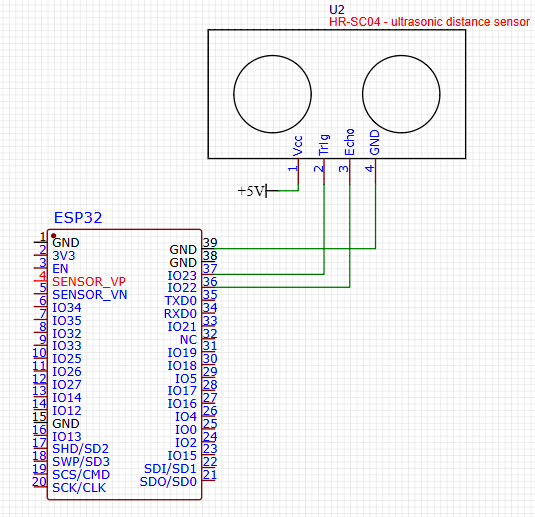 U2
HR-SC04 - ultrasonic distance sensor
Vcc
Trig
Echo
GND
1
2
3
4
+5V
ESP32
1 GND
2 3V3
3 EN
4 SENSOR_VP
5 SENSOR_VN
6 IO34
7 IO35
8 IO32
9 IO33
10 IO25
11 IO26
12 IO27
13 IO14
14 IO12
15 GND
16 IO13
17 SHD/SD2
18 SWP/SD3
19 SCS/CMD
20 SCK/CLK
GND 39
GND 38
IO23 37
IO22 36
TXD0 35
RXD0 34
IO21 33
NC 32
IO19 31
IO18 30
IO5 29
IO17 28
IO16 27
IO4 26
IO0 25
IO2 24
IO15 23
SDI/SD1 22
SDO/SD0 21